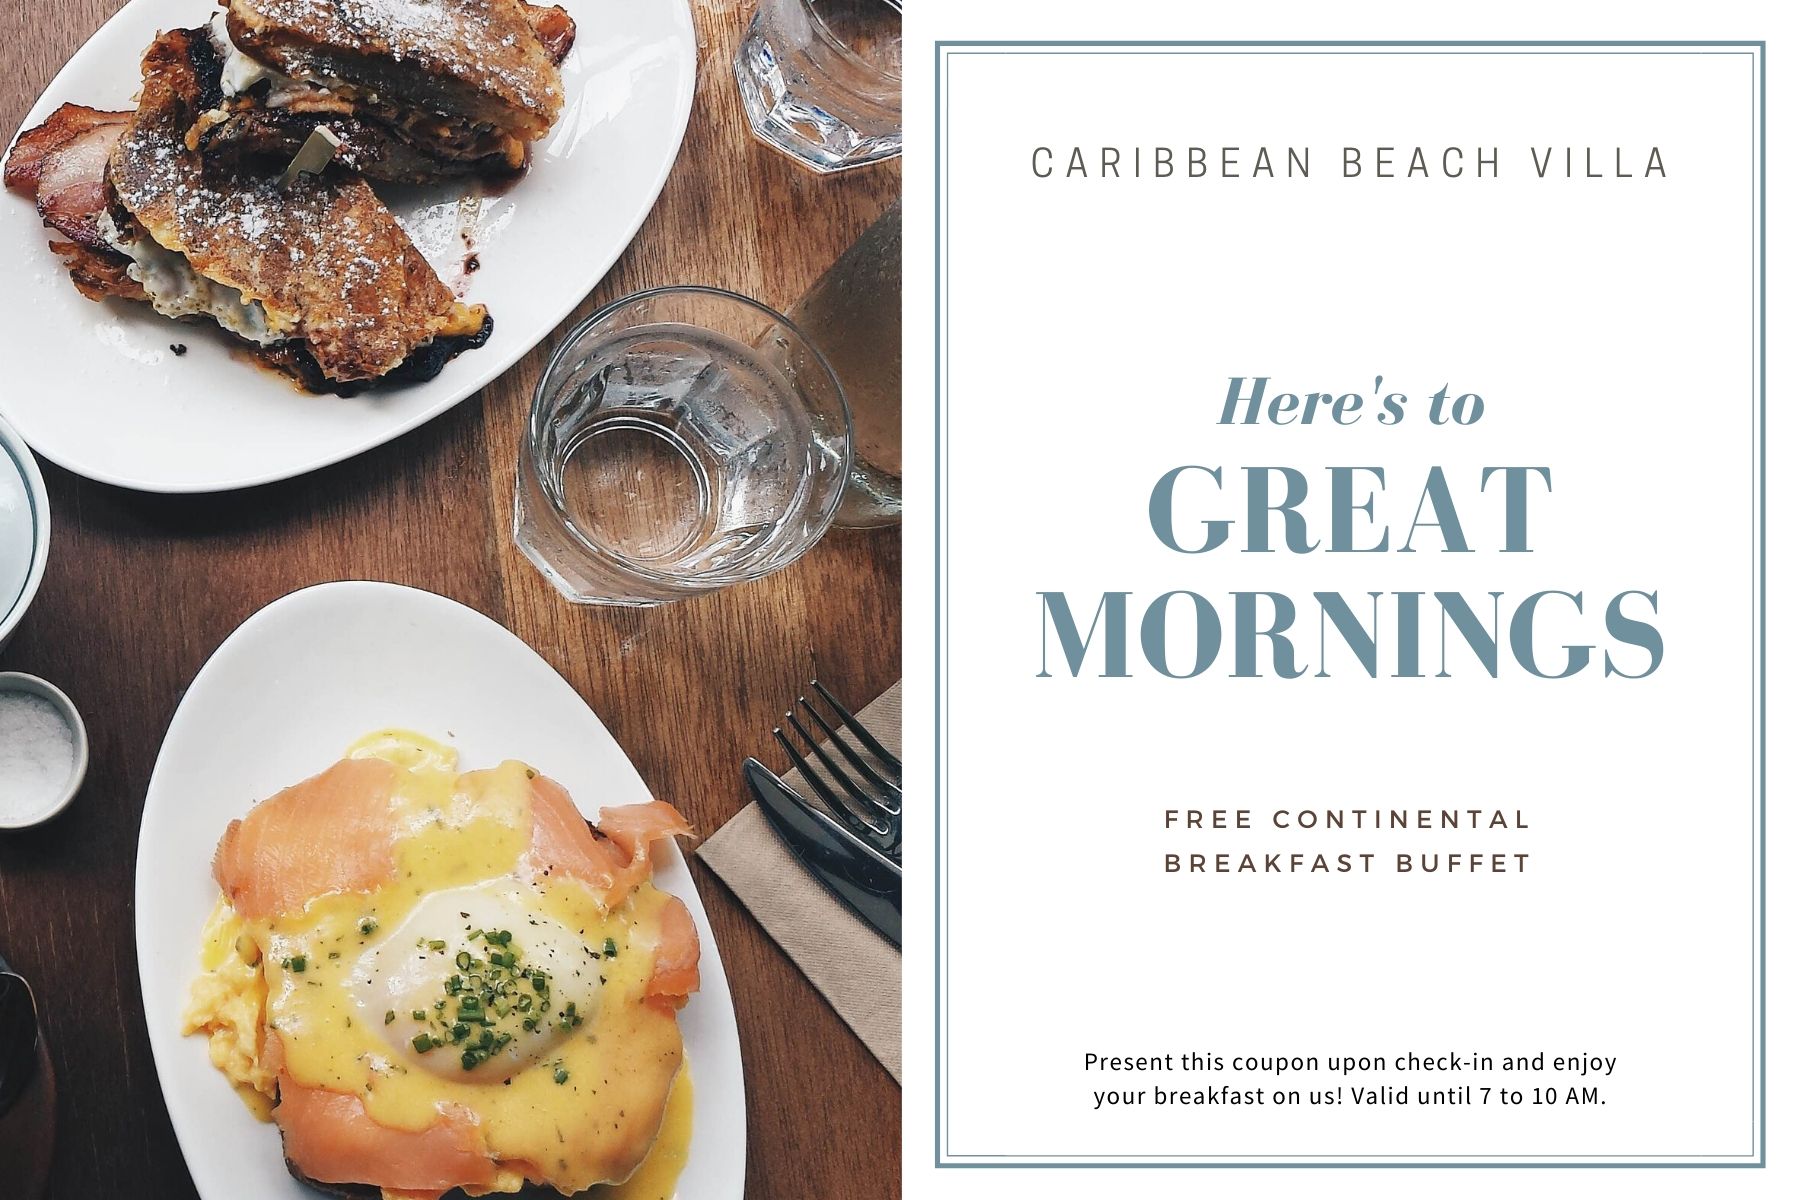 CARIBBEAN BEACH VILLA
Here's to
GREAT
MORNINGS
FREE CONTINENTAL
BREAKFAST BUFFET
Present this coupon upon check-in and enjoy
your breakfast on us! Valid until 7 to 10 AM.